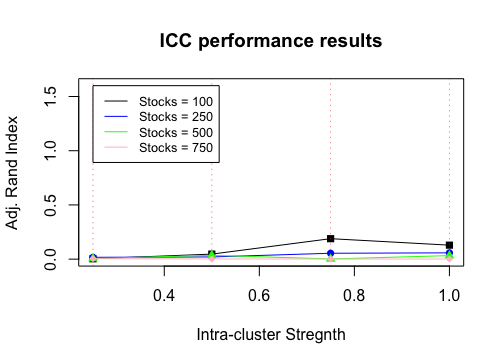 ICC performance results
Adj. Rand Index
1.5
1.0
0.5
0.0
Stocks = 100
Stocks = 250
Stocks = 500
Stocks = 750
0.4 0.6 0.8 1.0
Intra-cluster Stregnth